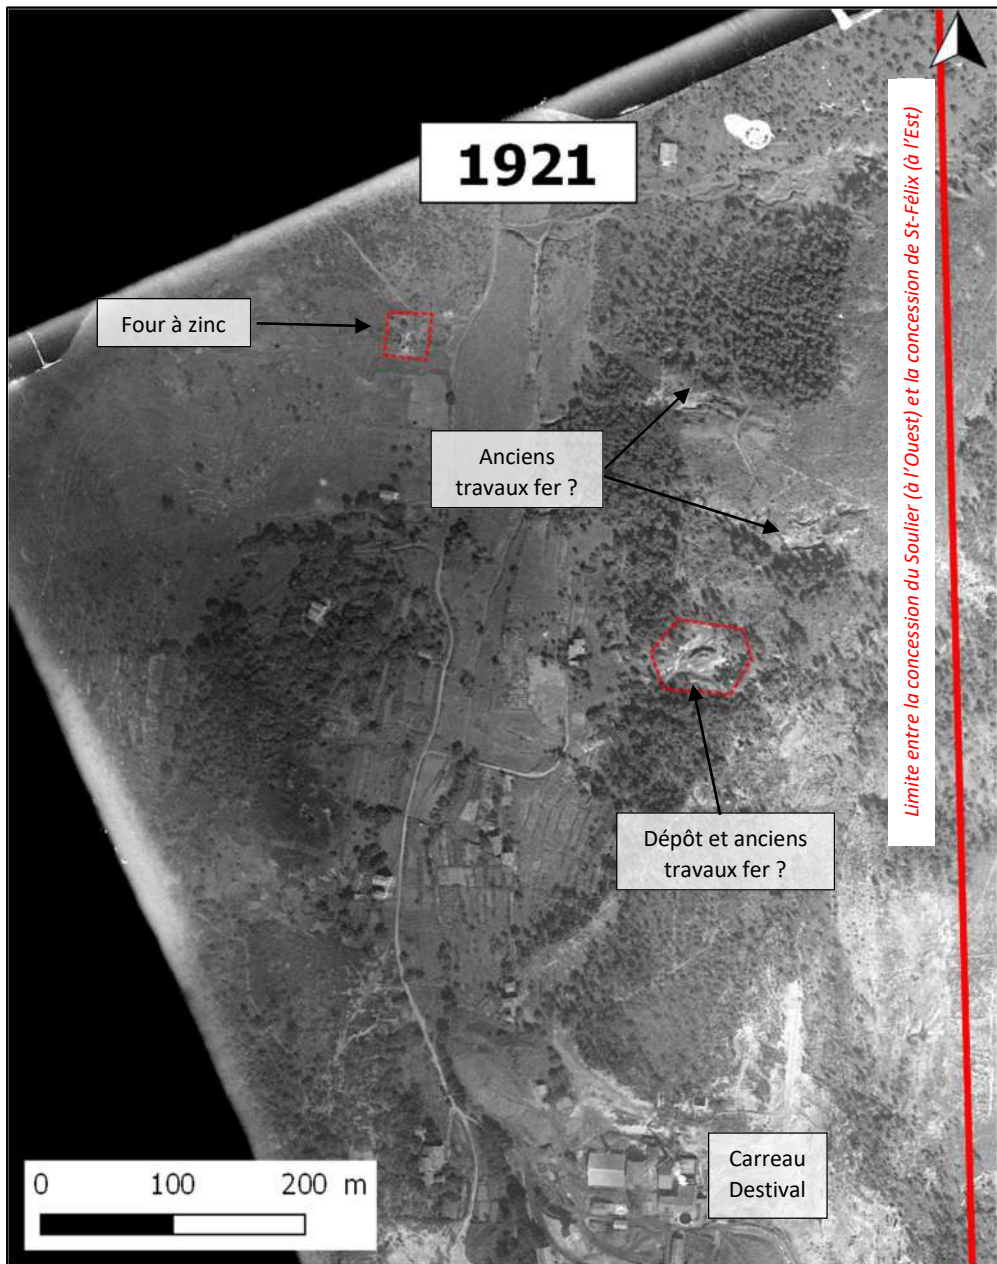 1921
Limite entre la concession du Soulier (à l'Ouest) et la concession de St-Félix (à l'Est)
Four à zinc
Anciens
travaux fer ?
Dépôt et anciens
travaux fer ?
Carreau
Destival
0 100 200 m